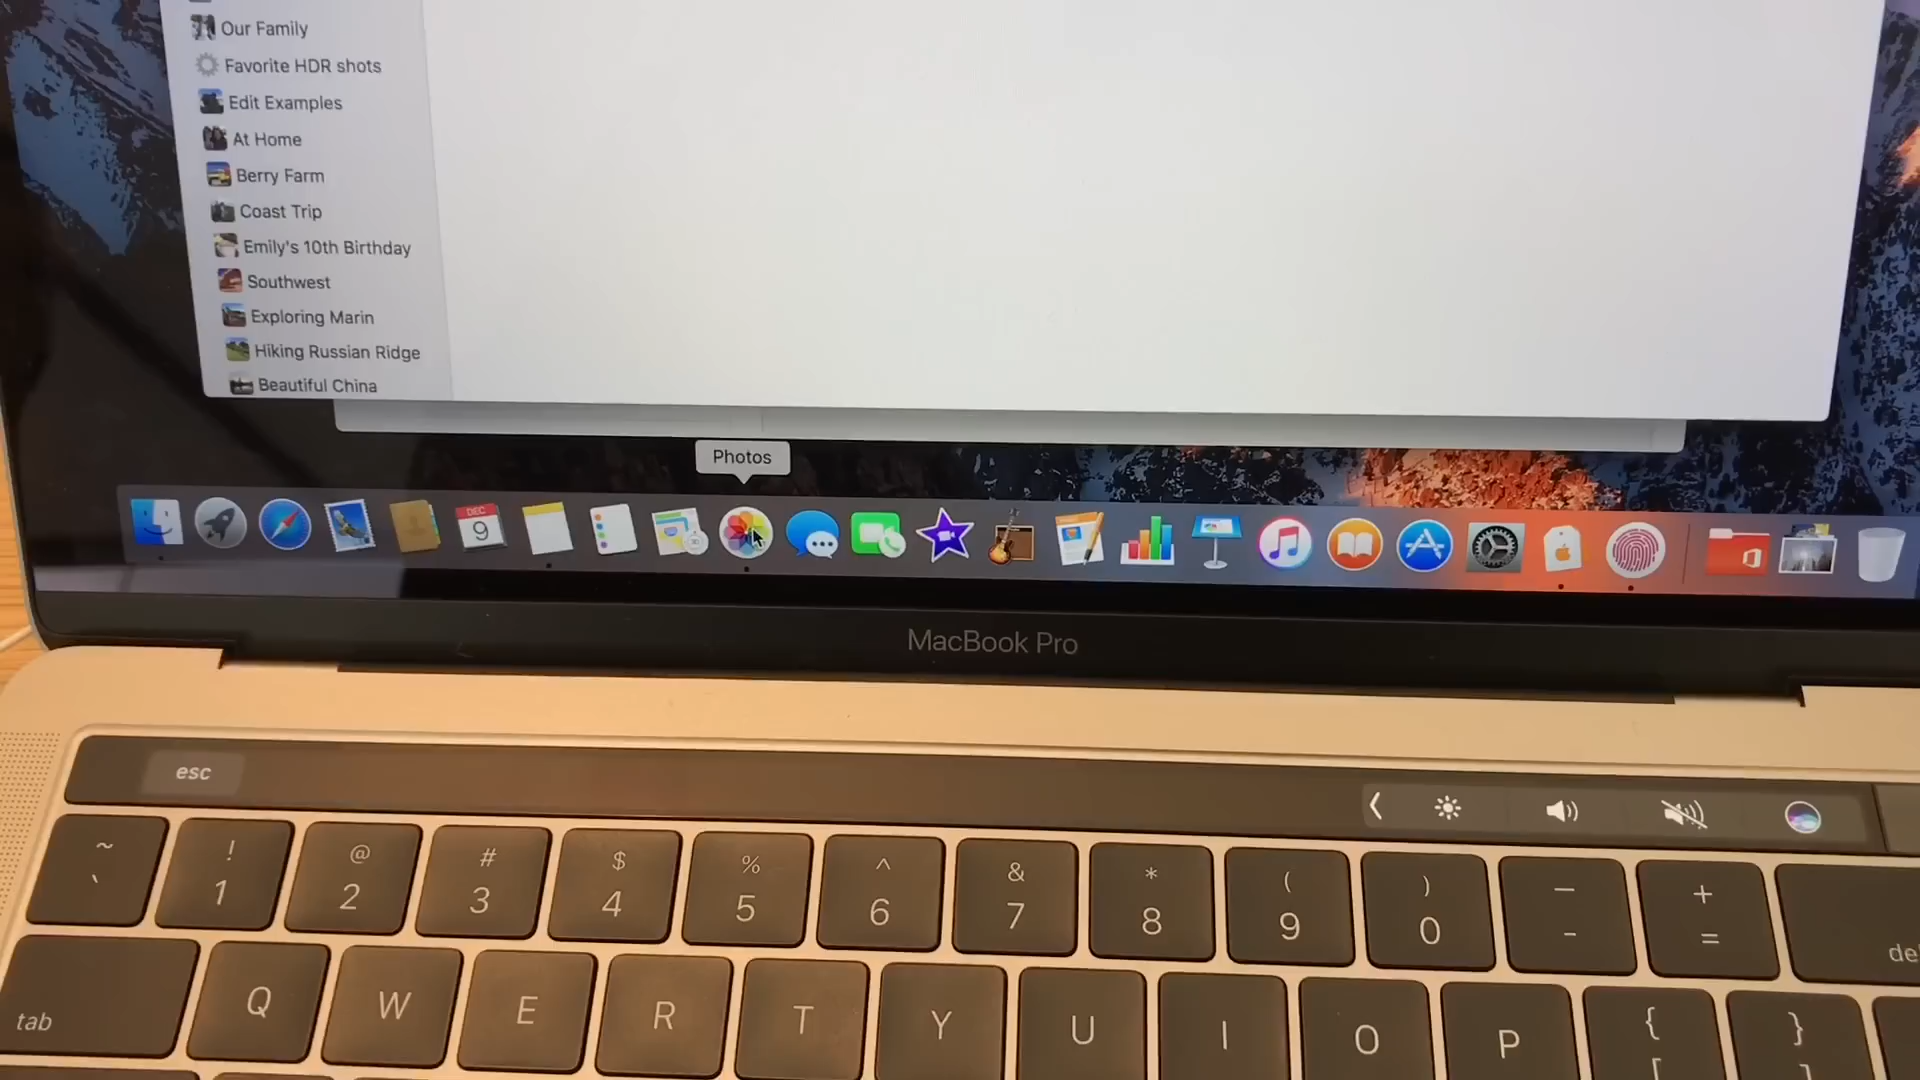 Our Family
Favorite HDR shots
Edit Examples
At Home
Berry Farm
Coast Trip
Emily's 10th Birthday
Southwest
Exploring Marin
Hiking Russian Ridge
Beautiful China
Photos
DEC
9
MacBook Pro
esc
~ ! @ # $ % ^ & * ( ) — +
` 1 2 3 4 5 6 7 8 9 0 - =
de
tab Q W E R T Y U I O P { }
[ ]